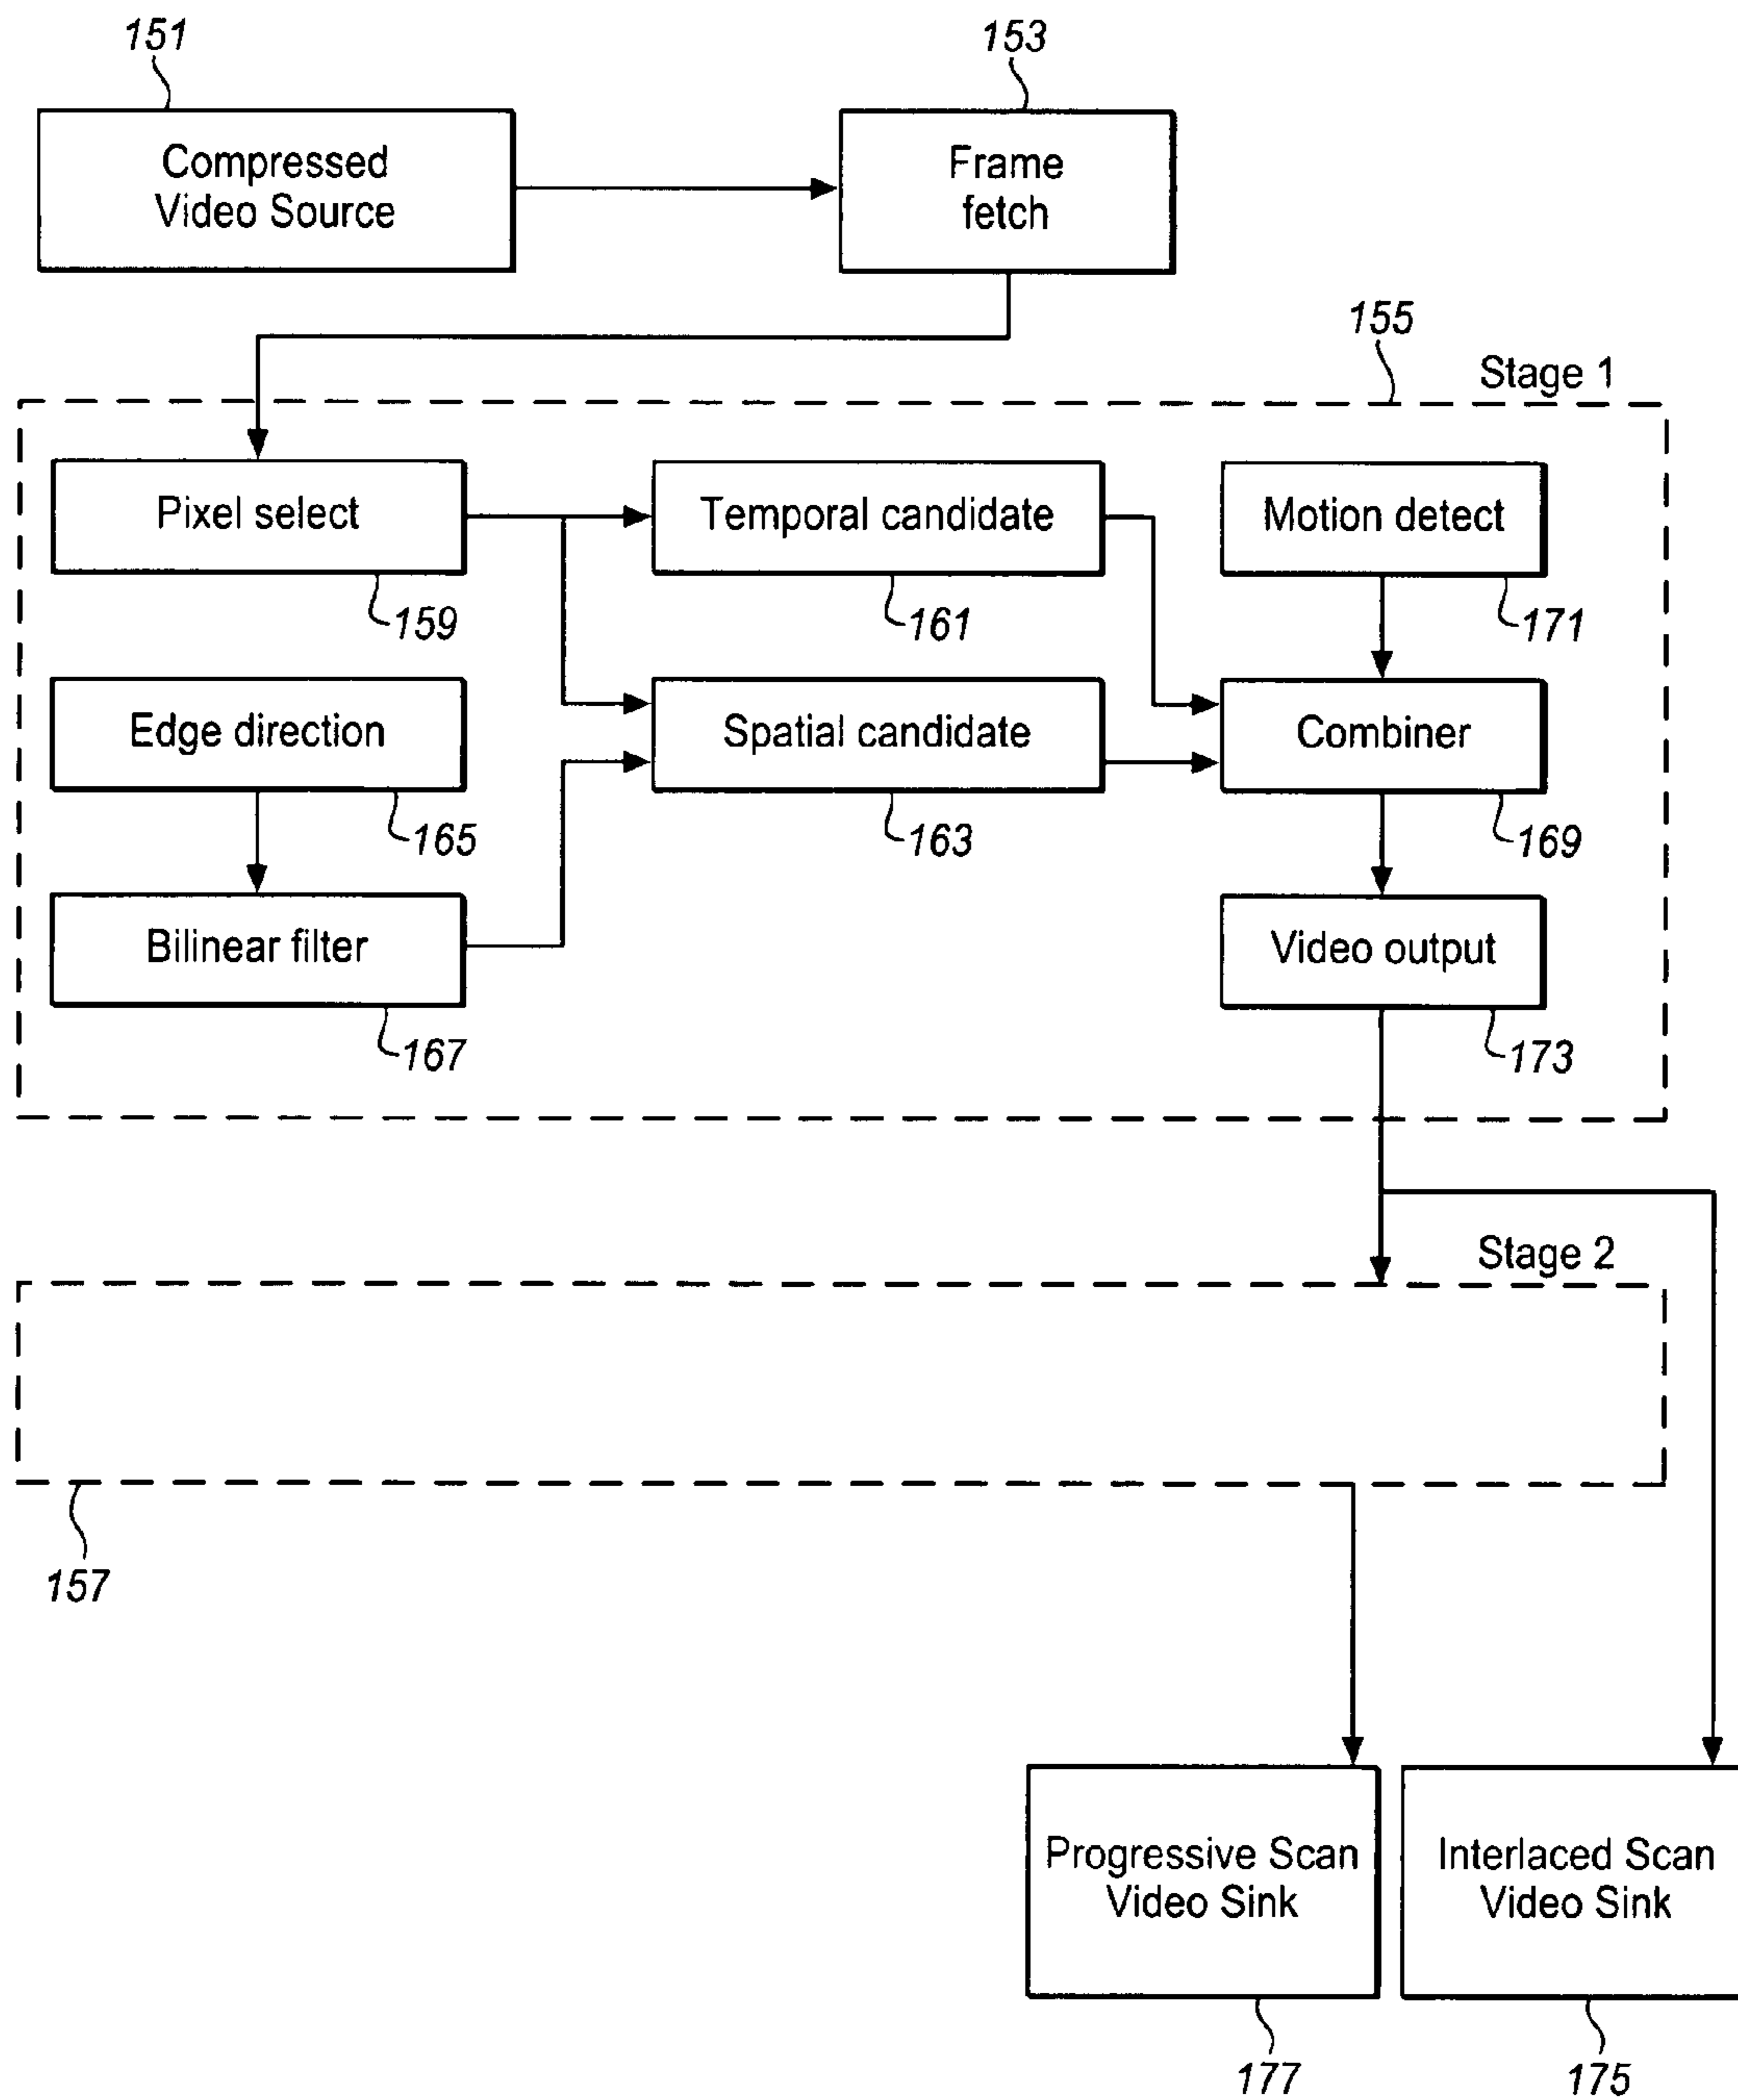 151
153
Compressed
Video Source
Frame
fetch
155
Stage 1
Pixel select
Temporal candidate
Motion detect
159
161
171
Edge direction
Spatial candidate
Combiner
165
163
169
Bilinear filter
Video output
167
173
Stage 2
157
Progressive Scan
Video Sink
Interlaced Scan
Video Sink
177
175